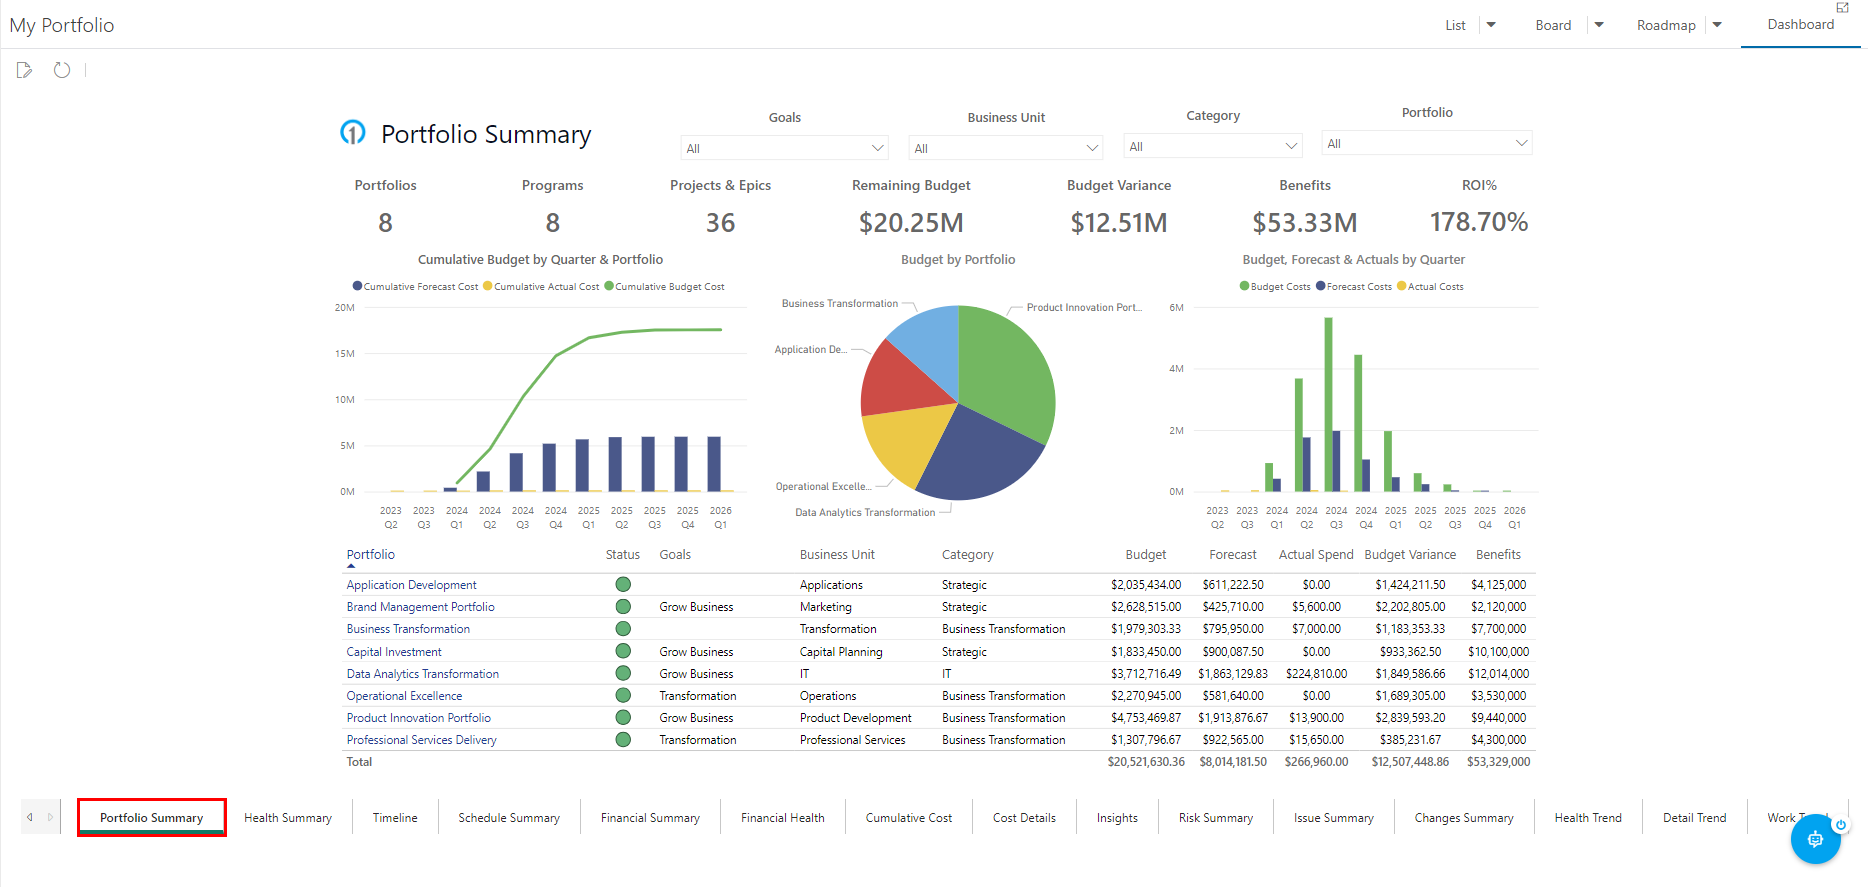 My Portfolio
List
Board
Roadmap
Dashboard
Portfolio Summary
Goals
Business Unit
Category
Portfolio
All
All
All
All
Portfolios
Programs
Projects & Epics
Remaining Budget
Budget Variance
Benefits
ROI%
8
8
36
$20.25M
$12.51M
$53.33M
178.70%
Cumulative Budget by Quarter & Portfolio
Cumulative Forecast Cost Cumulative Actual Cost Cumulative Budget Cost
20M
15M
10M
5M
0M
2023 Q2
2023 Q3
2024 Q1
2024 Q2
2024 Q3
2024 Q4
2025 Q1
2025 Q2
2025 Q3
2025 Q4
2026 Q1
Budget by Portfolio
Business Transformation
Product Innovation Port...
Application De...
Operational Excelle...
Data Analytics Transformation
Budget, Forecast & Actuals by Quarter
Budget Costs Forecast Costs Actual Costs
6M
4M
2M
0M
2023 Q2
2023 Q3
2024 Q1
2024 Q2
2024 Q3
2024 Q4
2025 Q1
2025 Q2
2025 Q3
2025 Q4
2026 Q1
Portfolio Status Goals Business Unit Category Budget Forecast Actual Spend Budget Variance Benefits
Application Development Applications Strategic $2,035,434.00 $611,222.50 $0.00 $1,424,211.50 $4,125,000
Brand Management Portfolio Grow Business Marketing Strategic $2,628,515.00 $425,710.00 $5,600.00 $2,202,805.00 $2,120,000
Business Transformation Transformation Business Transformation $1,979,303.33 $795,950.00 $7,000.00 $1,183,353.33 $7,700,000
Capital Investment Grow Business Capital Planning Strategic $1,833,450.00 $900,087.50 $0.00 $933,362.50 $10,100,000
Data Analytics Transformation Grow Business IT IT $3,712,716.49 $1,863,129.83 $224,810.00 $1,849,586.66 $12,014,000
Operational Excellence Transformation Operations Business Transformation $2,270,945.00 $581,640.00 $0.00 $1,689,305.00 $3,530,000
Product Innovation Portfolio Grow Business Product Development Business Transformation $4,753,469.87 $1,913,876.67 $13,900.00 $2,839,593.20 $9,440,000
Professional Services Delivery Transformation Professional Services Business Transformation $1,307,796.67 $922,565.00 $15,650.00 $385,231.67 $4,300,000
Total $20,521,630.36 $8,014,181.50 $266,960.00 $12,507,448.86 $53,329,000
Portfolio Summary
Health Summary
Timeline
Schedule Summary
Financial Summary
Financial Health
Cumulative Cost
Cost Details
Insights
Risk Summary
Issue Summary
Changes Summary
Health Trend
Detail Trend
Work